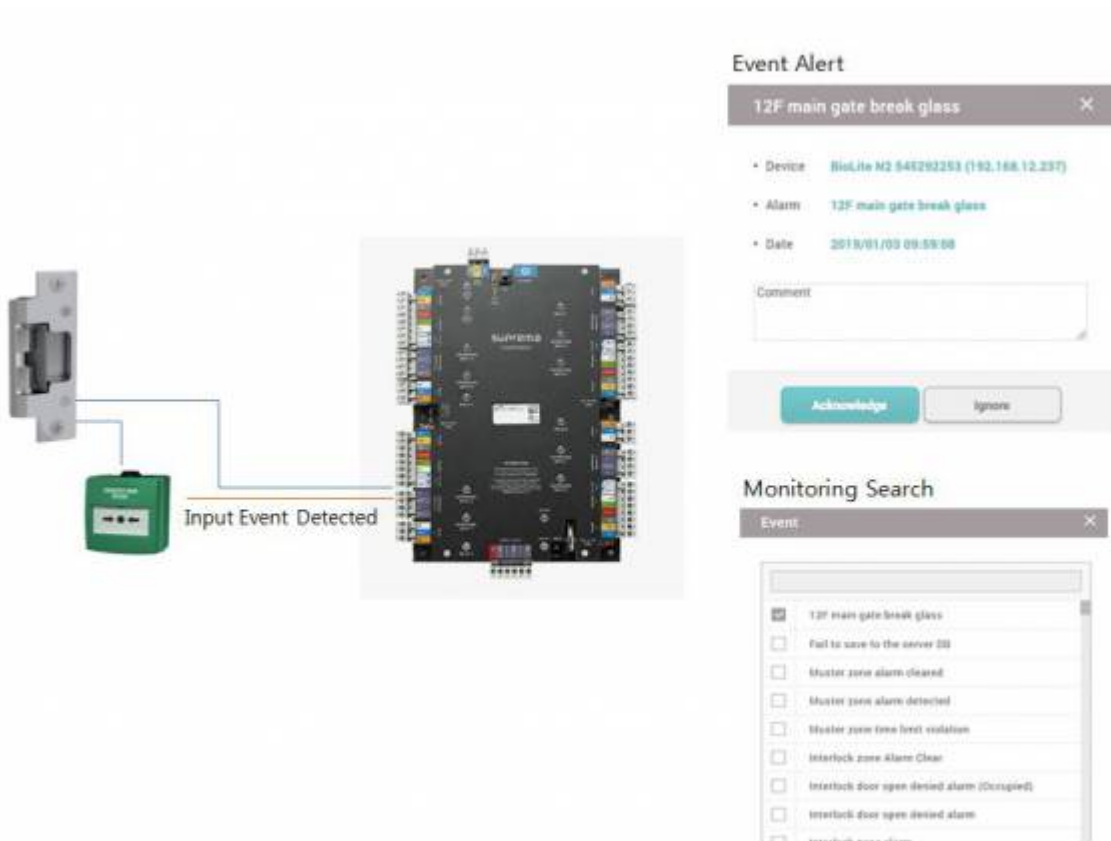 Event Alert
12F main gate break glass
• Device BioLite N2 545292253 (192.168.12.237)
• Alarm 12F main gate break glass
• Date 2019/01/03 09:59:08
Comment
Acknowledge Ignore
suprema
Input Event Detected
Monitoring Search
Event
12F main gate break glass
Fail to save to the server DB
Muster zone alarm cleared
Muster zone alarm detected
Muster zone time limit violation
Interlock zone Alarm Clear
Interlock door open denied alarm (Occupied)
Interlock door open denied alarm
Interlock zone alarm